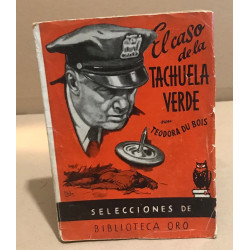 El caso
de la
TACHUELA
VERDE
por
TEODORA DU BOIS
SELECCIONES DE
BIBLIOTECA ORO